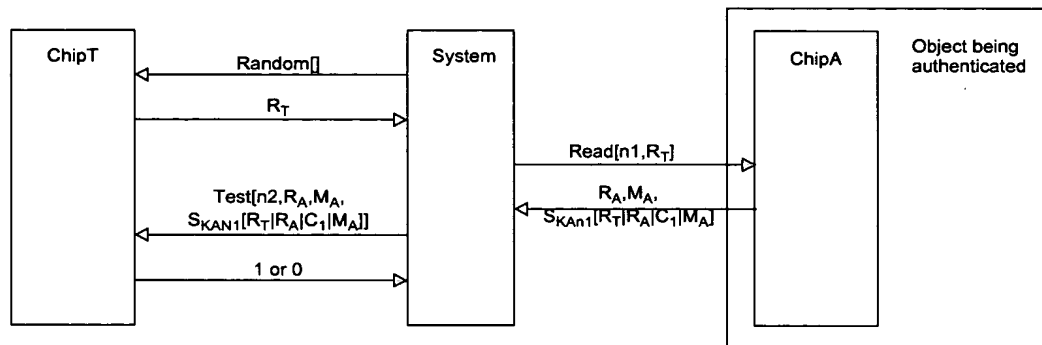 ChipT
System
ChipA
Object being
authenticated
Random[]
R_T
Read[n1,R_T]
Test[n2,R_A,M_A,
S_KAN1[R_T|R_A|C_1|M_A]]
R_A,M_A,
S_KAn1[R_T|R_A|C_1|M_A]
1 or 0